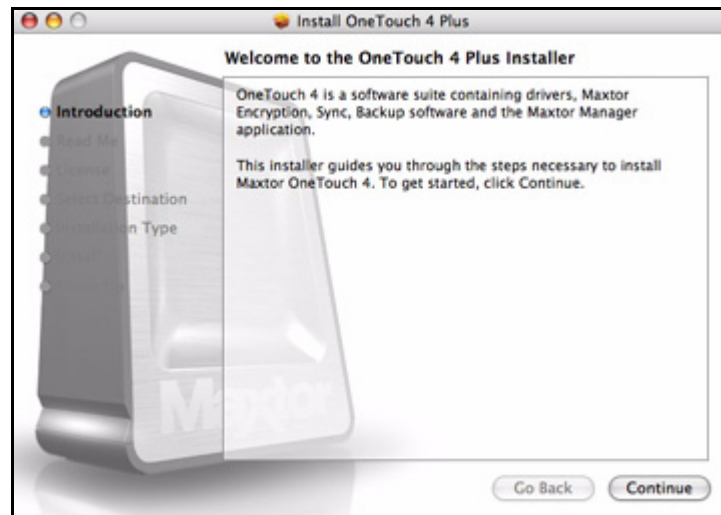 Install OneTouch 4 Plus
Welcome to the OneTouch 4 Plus Installer
Introduction
Read Me
License
Select Destination
Installation Type
Install
OneTouch 4 is a software suite containing drivers, Maxtor
Encryption, Sync, Backup software and the Maxtor Manager
application.
This installer guides you through the steps necessary to install
Maxtor OneTouch 4. To get started, click Continue.
Maxtor
Go Back
Continue